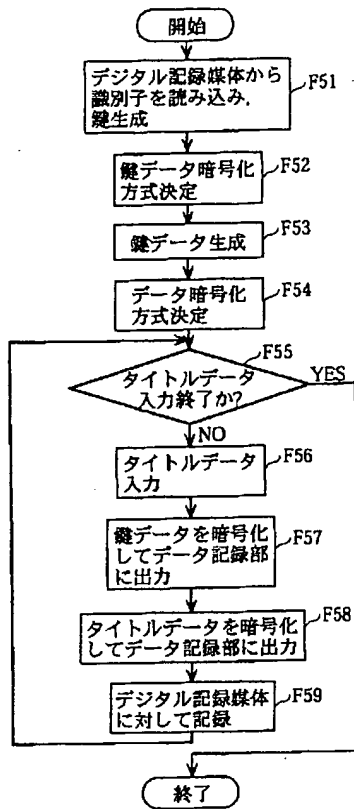 開始
デジタル記録媒体から
識別子を読み込み,
鍵生成
F51
鍵データ暗号化
方式決定
F52
鍵データ生成
F53
データ暗号化
方式決定
F54
タイトルデータ
入力終了か?
F55
YES
NO
タイトルデータ
入力
F56
鍵データを暗号化
してデータ記録部
に出力
F57
タイトルデータを暗号化
してデータ記録部に出力
F58
デジタル記録媒体
に対して記録
F59
終了